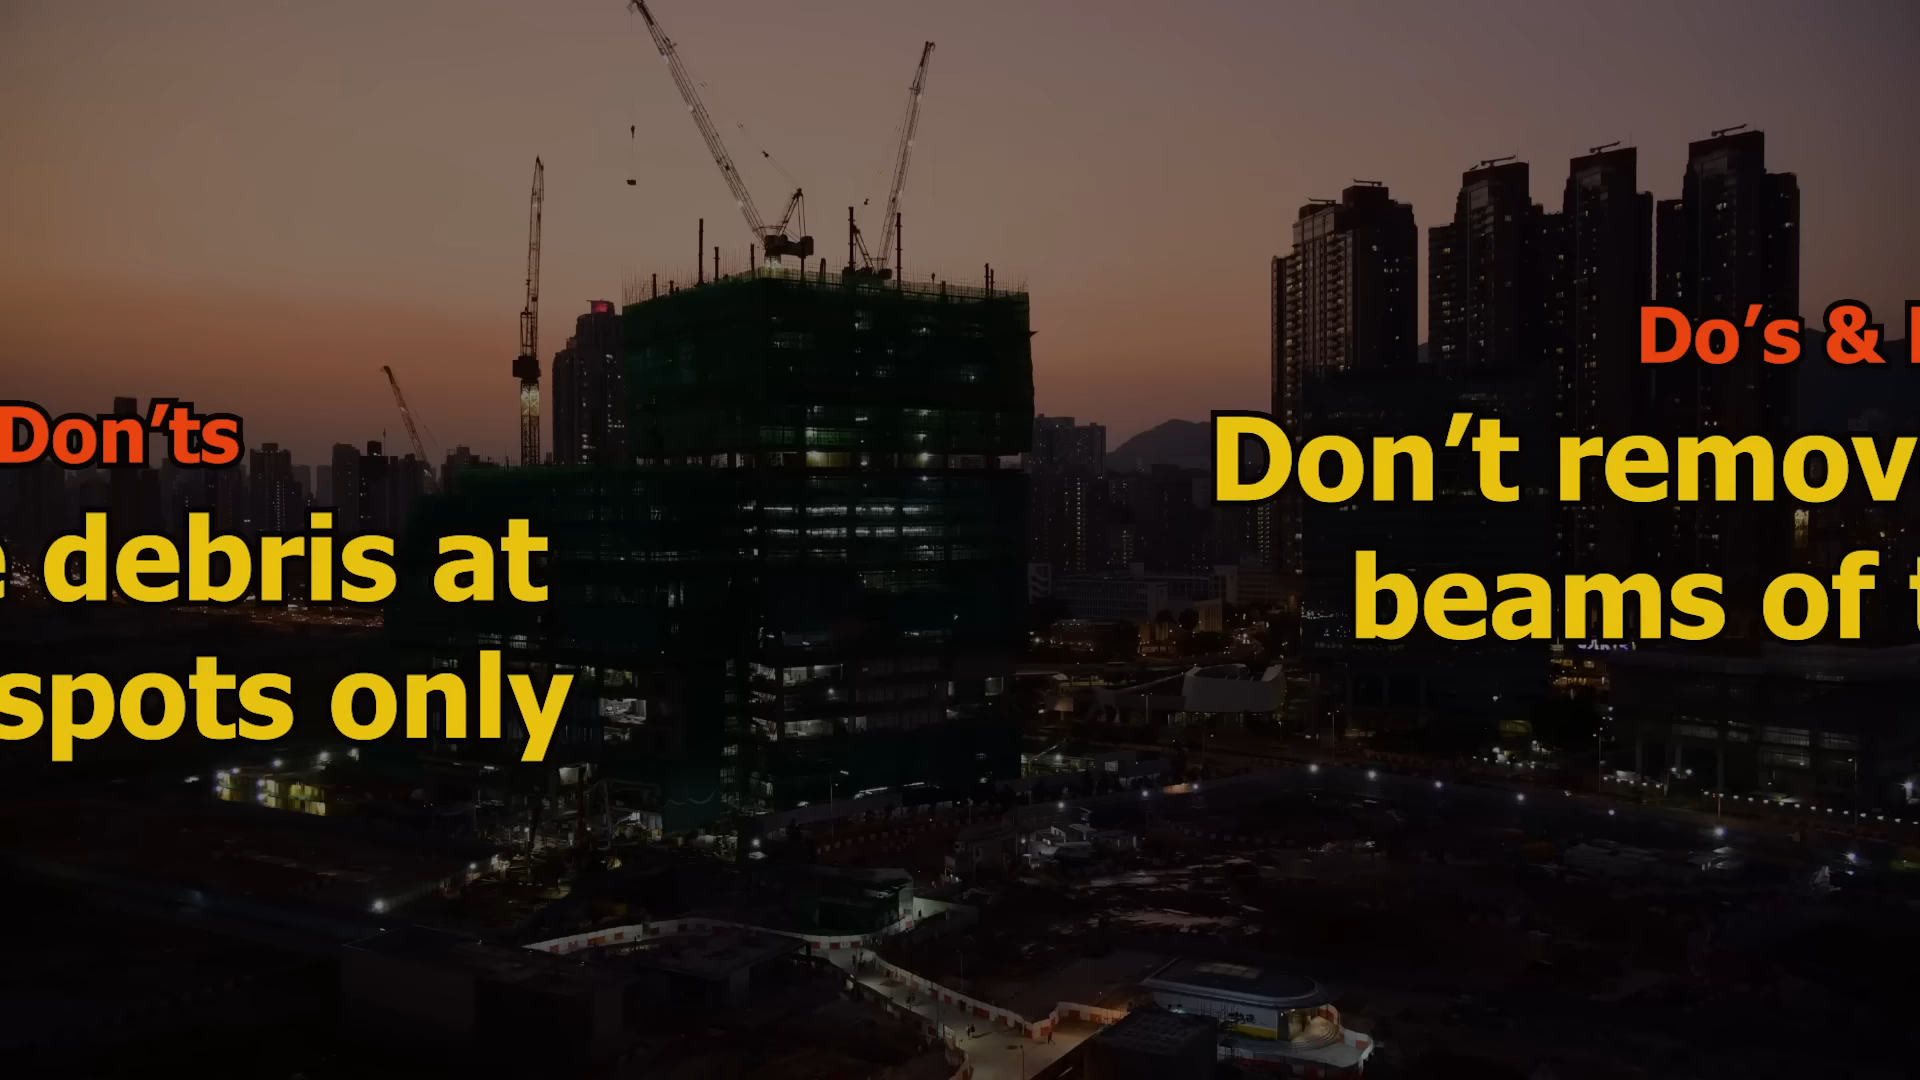 Don'ts
debris at
spots only
Do's &
Don't remov
beams of